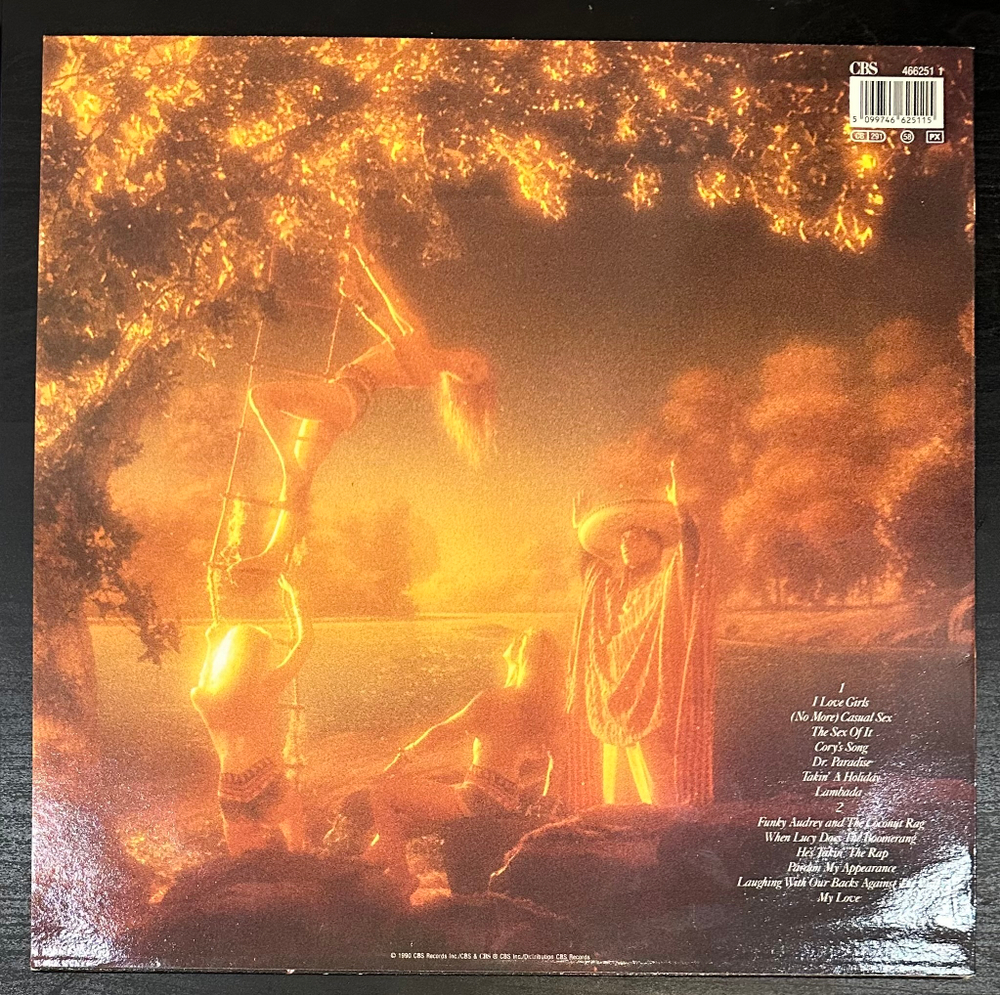 CBS 466251 1
5 099746 625115
CB 291 58 PX
1
I Love Girls
(No More) Casual Sex
The Sex Of It
Cory's Song
Dr. Paradise
Takin' A Holiday
Lambada
2
Funky Audrey and The Coconut Rag
When Lucy Does The Boomerang
He's Takin' The Rap
Pardon My Appearance
Laughing With Our Backs Against
My Love
© 1990 CBS Records Inc./CBS & CBS ® CBS Inc./Distribution CBS Records